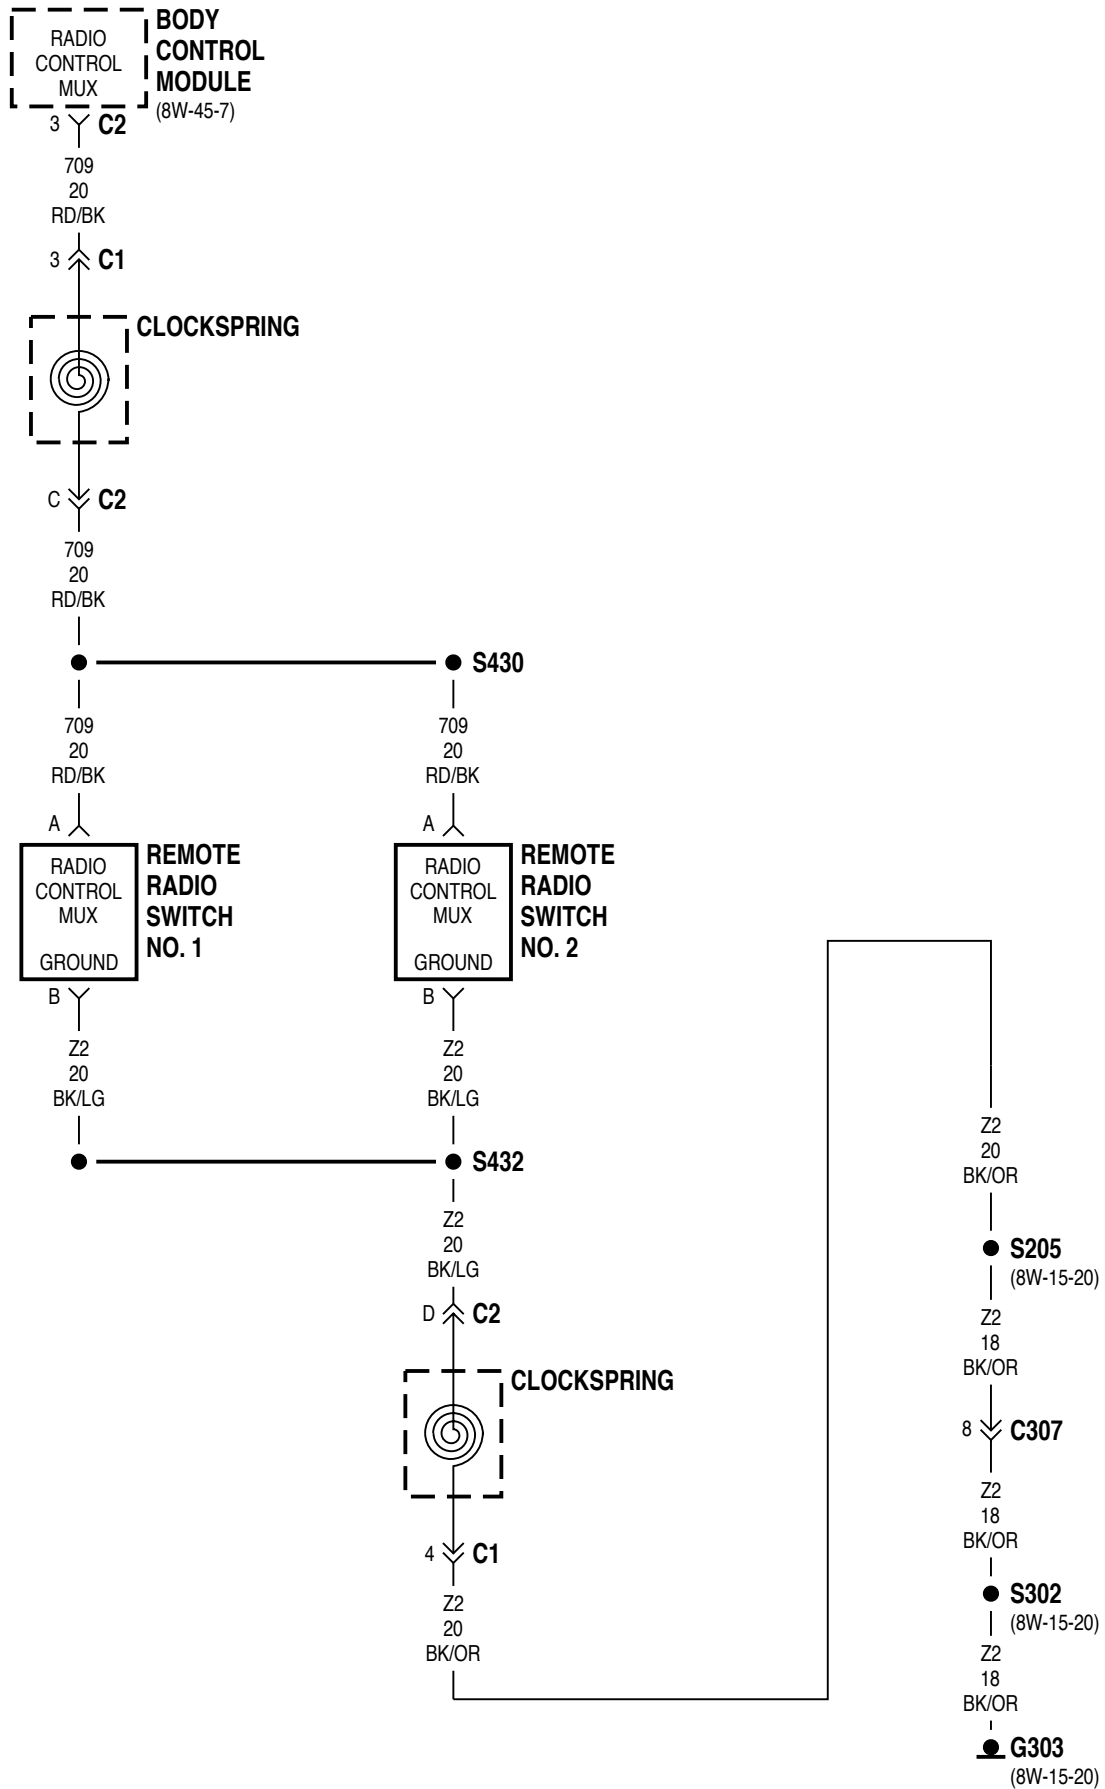 RADIO
CONTROL
MUX
BODY
CONTROL
MODULE
(8W-45-7)
3 C2
709
20
RD/BK
3 C1
CLOCKSPRING
C C2
709
20
RD/BK
S430
709
20
RD/BK
A
RADIO
CONTROL
MUX
GROUND
REMOTE
RADIO
SWITCH
NO. 1
B
Z2
20
BK/LG
709
20
RD/BK
A
RADIO
CONTROL
MUX
GROUND
REMOTE
RADIO
SWITCH
NO. 2
B
Z2
20
BK/LG
S432
Z2
20
BK/LG
D C2
CLOCKSPRING
4 C1
Z2
20
BK/OR
Z2
20
BK/OR
S205
(8W-15-20)
Z2
18
BK/OR
8 C307
Z2
18
BK/OR
S302
(8W-15-20)
Z2
18
BK/OR
G303
(8W-15-20)